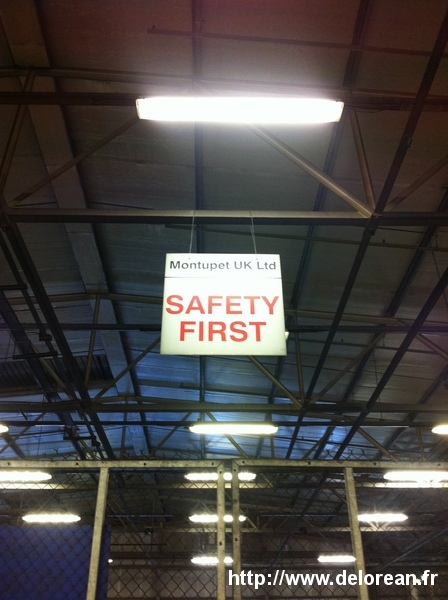 Montupet UK Ltd
SAFETY
FIRST
http://www.delorean.fr